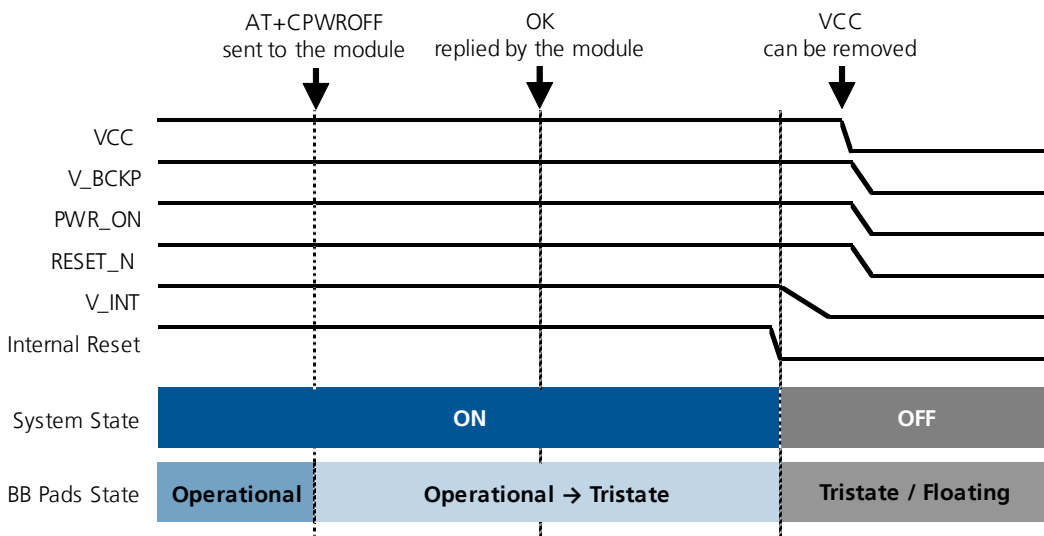 AT+CPWROFF
sent to the module
OK
replied by the module
VCC
can be removed
VCC
V_BCKP
PWR_ON
RESET_N
V_INT
Internal Reset
System State
ON
OFF
BB Pads State
Operational
Operational → Tristate
Tristate / Floating